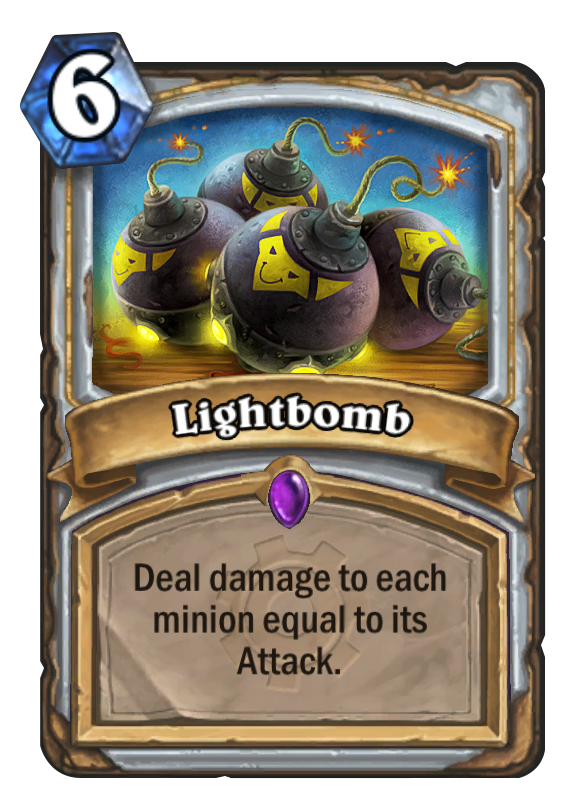 6
Lightbomb
Deal damage to each
minion equal to its
Attack.